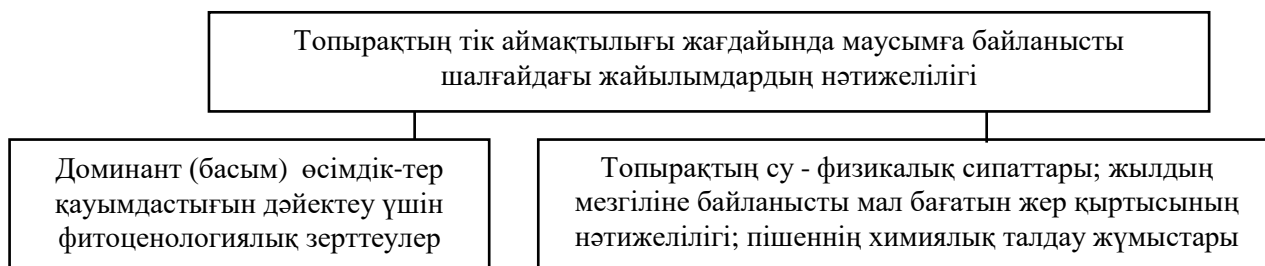 Топырақтың тік аймақтылығы жағдайында маусымға байланысты
шалғайдағы жайылымдардың нәтижелілігі
Доминант (басым) өсімдік-тер
қауымдастығын дәйектеу үшін
фитоценологиялық зерттеулер
Топырақтың су - физикалық сипаттары; жылдың
мезгіліне байланысты мал бағатын жер қыртысының
нәтижелілігі; пішеннің химиялық талдау жұмыстары